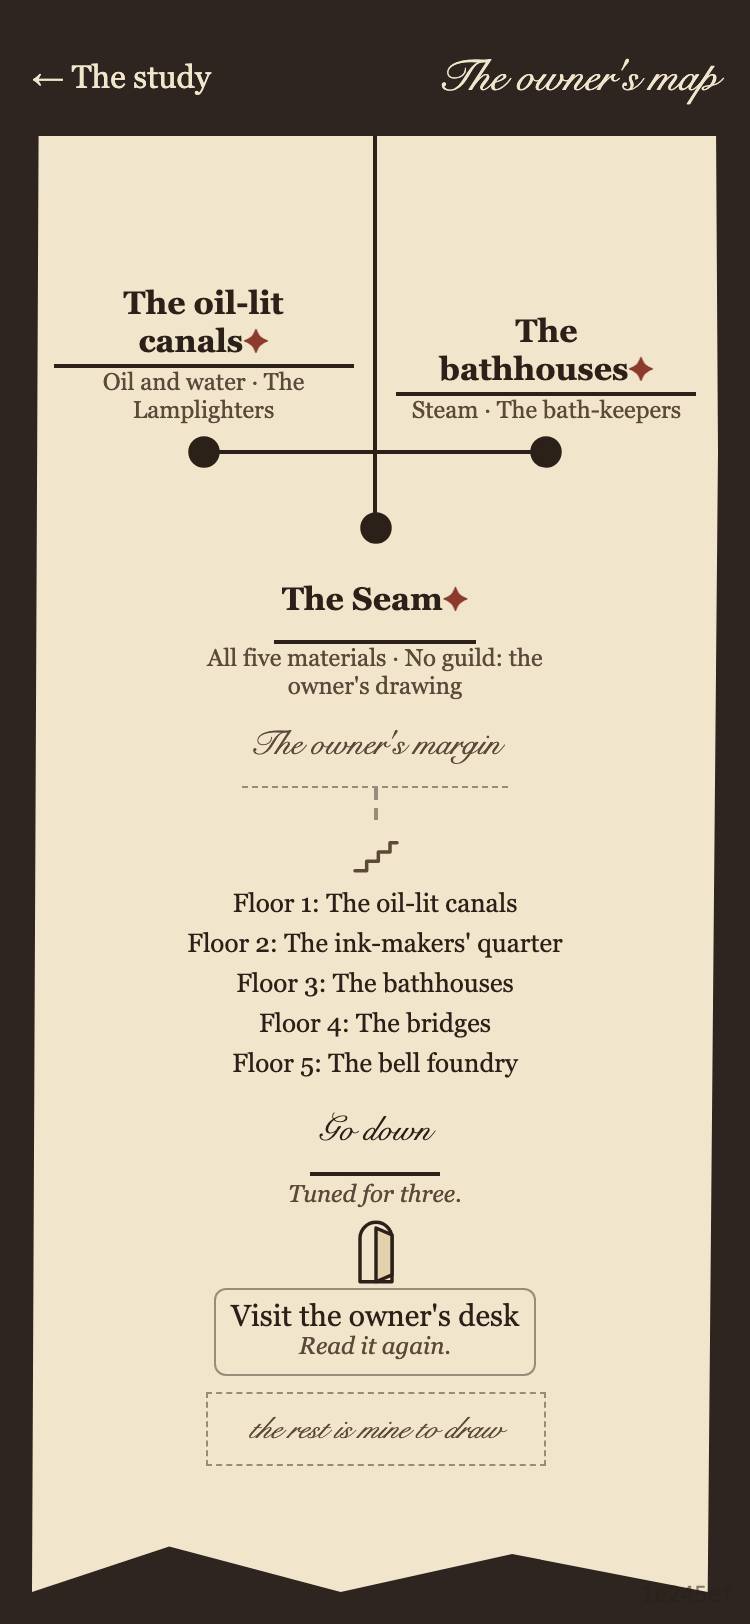 ← The study
The owner's map
The oil-lit
canals
Oil and water · The
Lamplighters
The
bathhouses
Steam · The bath-keepers
The Seam
All five materials · No guild: the
owner's drawing
The owner's margin
Floor 1: The oil-lit canals
Floor 2: The ink-makers' quarter
Floor 3: The bathhouses
Floor 4: The bridges
Floor 5: The bell foundry
Go down
Tuned for three.
Visit the owner's desk
Read it again.
the rest is mine to draw